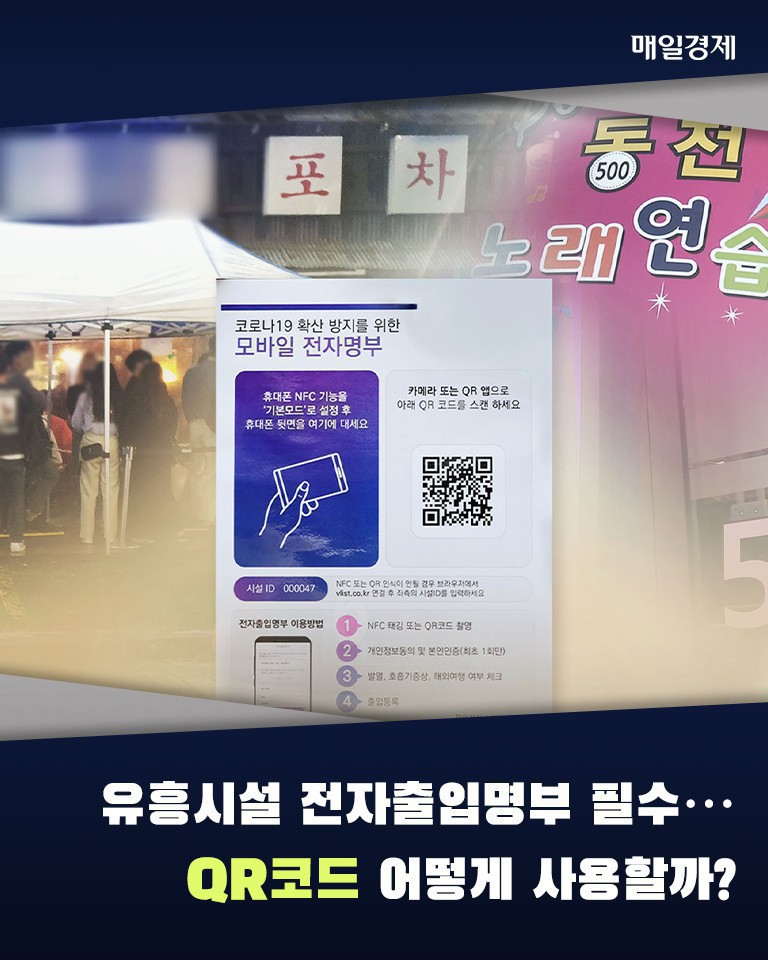 매일경제
포 차
동전
500
노래연습
코로나19 확산 방지를 위한
모바일 전자명부
휴대폰 NFC 기능을
'기본모드'로 설정 후
휴대폰 뒷면을 여기에 대세요
카메라 또는 QR 앱으로
아래 QR 코드를 스캔 하세요
시설 ID 000047
NFC 또는 QR 인식이 안될 경우 브라우저에서
vlist.co.kr 연결 후 좌측의 시설ID를 입력하세요
전자출입명부 이용방법
1 NFC 태깅 또는 QR코드 촬영
2 개인정보동의 및 본인인증(최초 1회만)
3 발열, 호흡기증상, 해외여행 여부 체크
4 출입등록
5
유흥시설 전자출입명부 필수…
QR코드 어떻게 사용할까?